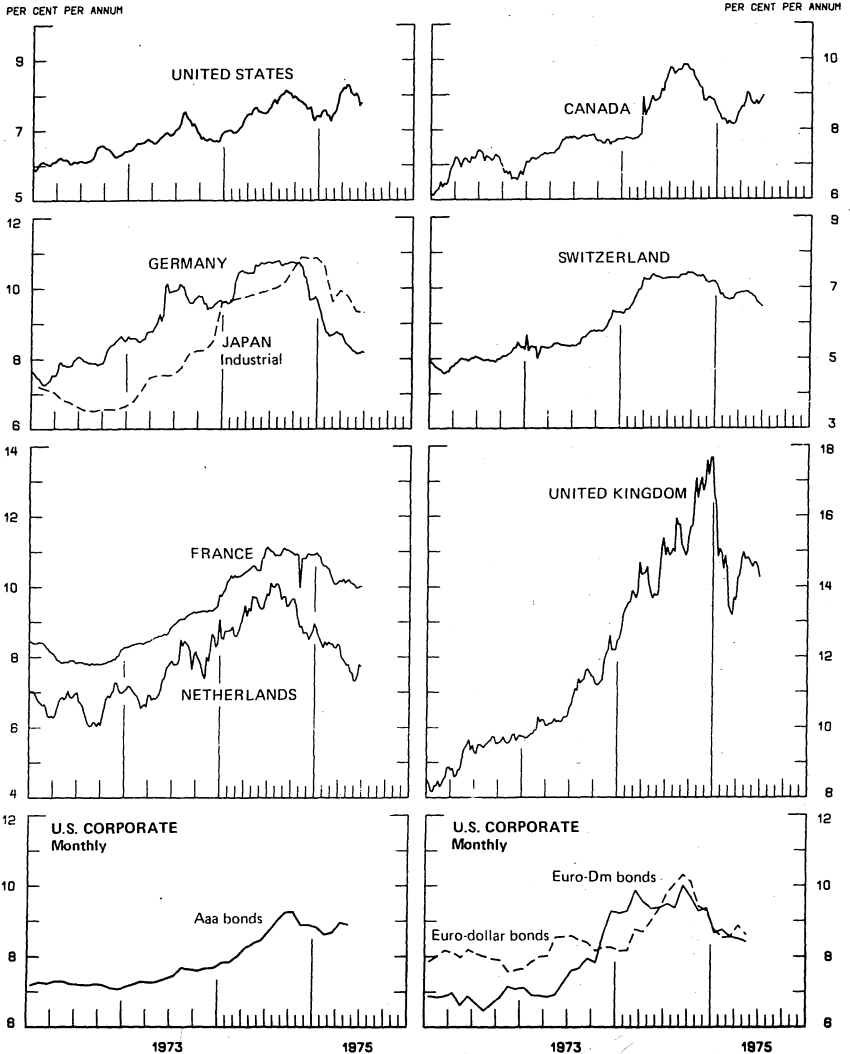 PER CENT PER ANNUM
PER CENT PER ANNUM
9
7
5
UNITED STATES
10
8
6
CANADA
12
10
8
6
GERMANY
JAPAN
Industrial
9
7
5
3
SWITZERLAND
14
12
10
8
6
4
FRANCE
NETHERLANDS
18
16
14
12
10
8
UNITED KINGDOM
12
10
8
6
U.S. CORPORATE
Monthly
Aaa bonds
12
10
8
6
U.S. CORPORATE
Monthly
Euro-Dm bonds
Euro-dollar bonds
1973
1975
1973
1975